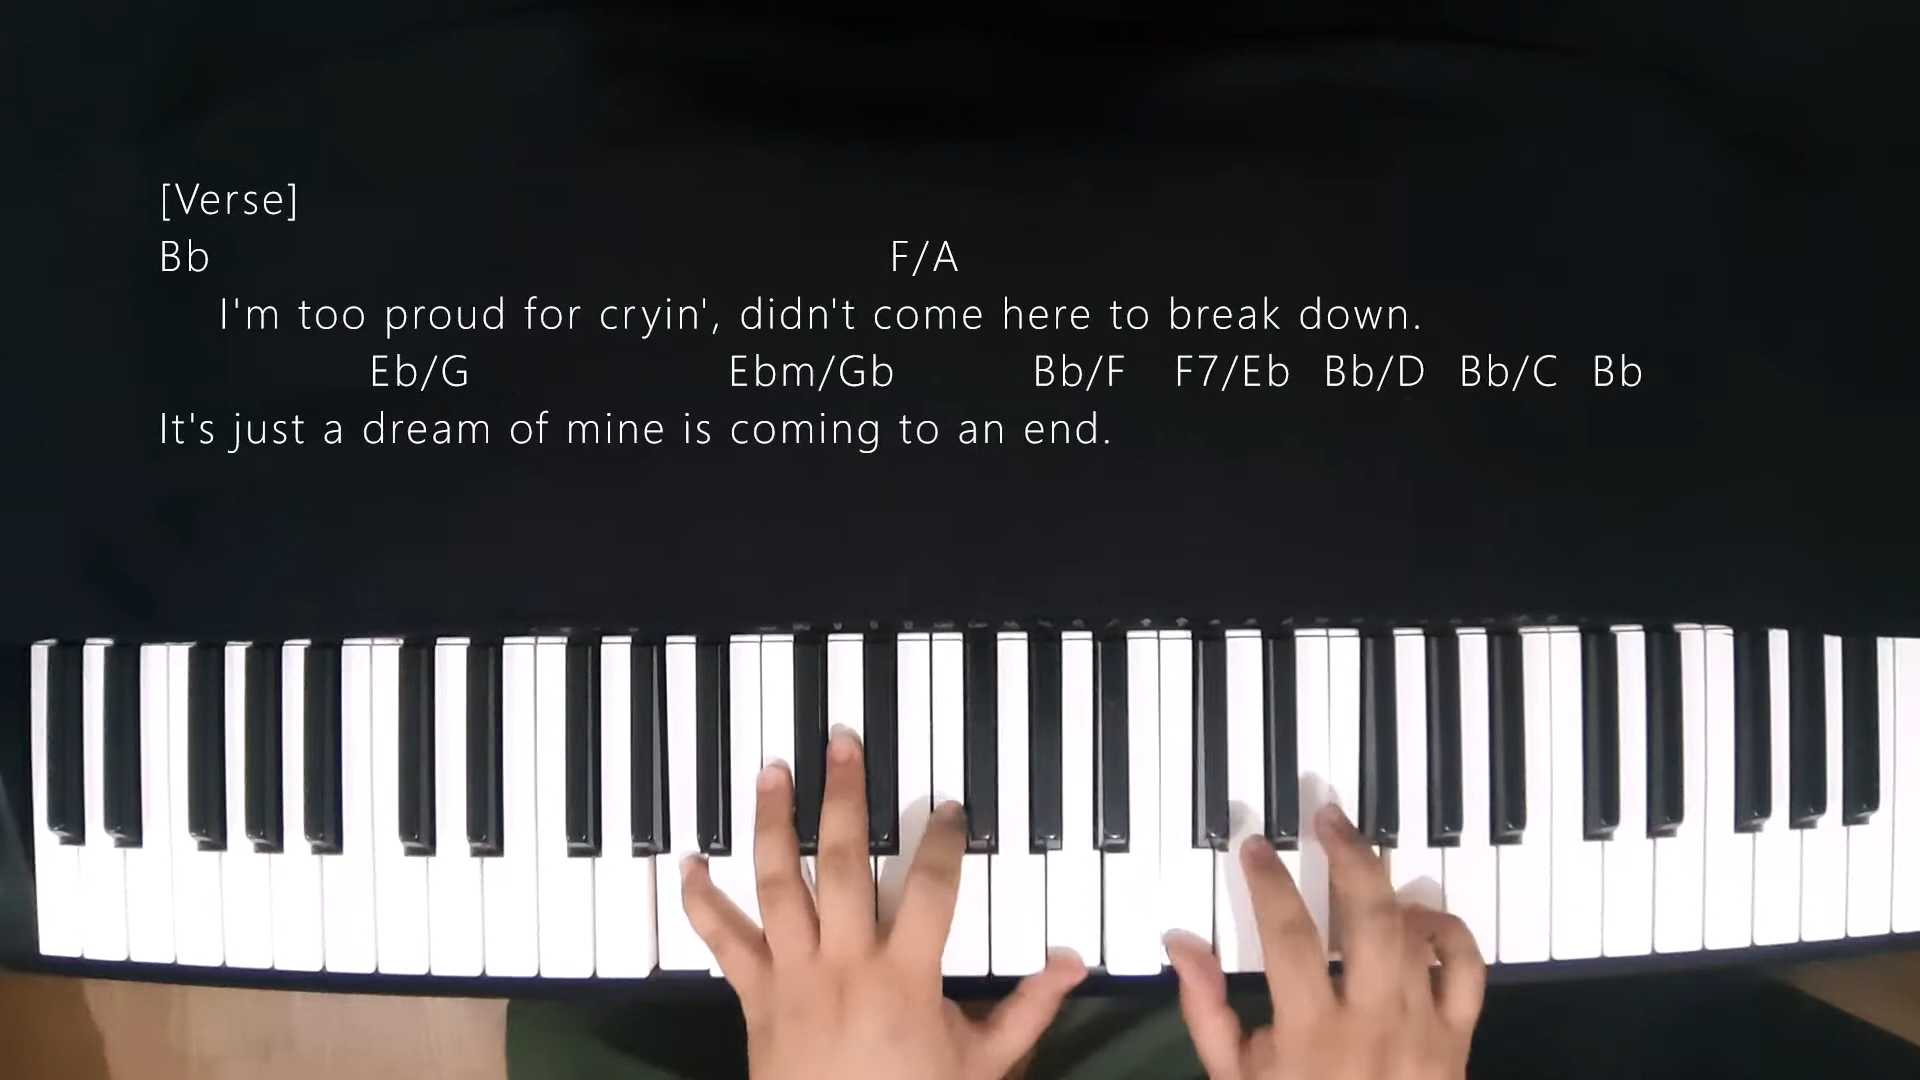 [Verse]
Bb F/A
I'm too proud for cryin', didn't come here to break down.
Eb/G Ebm/Gb Bb/F F7/Eb Bb/D Bb/C Bb
It's just a dream of mine is coming to an end.